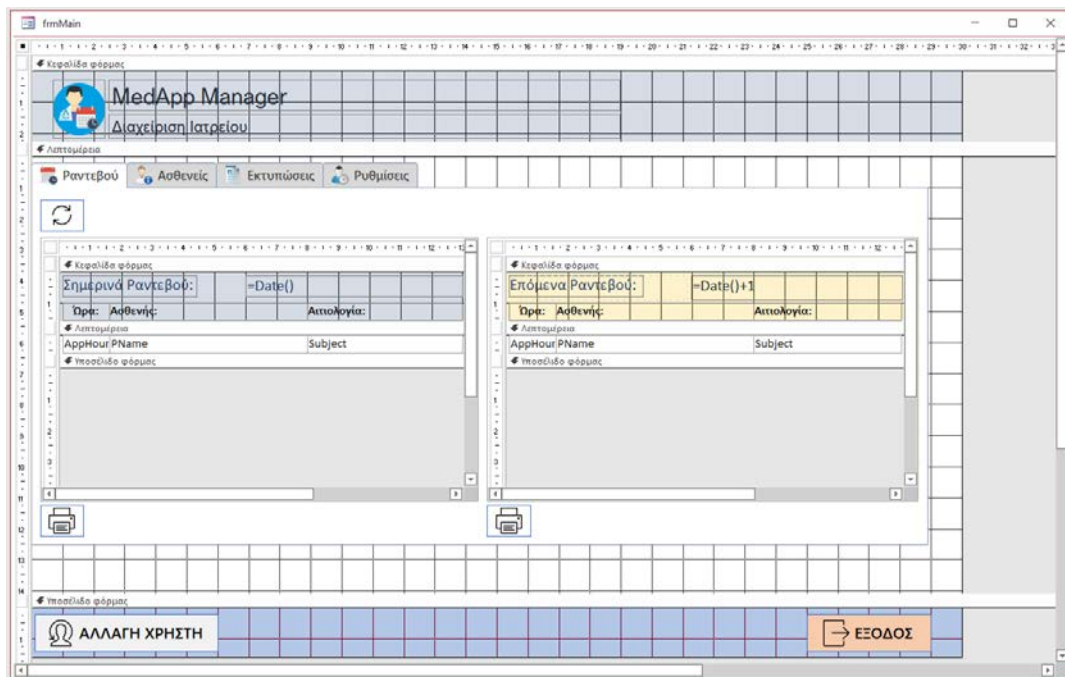 frmMain
Κεφαλίδα φόρμας
MedApp Manager
Διαχείριση Ιατρείου
Λεπτομέρεια
Ραντεβού Ασθενείς Εκτυπώσεις Ρυθμίσεις
Κεφαλίδα φόρμας
Σημερινά Ραντεβού: =Date()
Ώρα: Ασθενής: Αιτιολογία:
Λεπτομέρεια
AppHour PName Subject
Υποσέλιδο φόρμας
Κεφαλίδα φόρμας
Επόμενα Ραντεβού: =Date()+1
Ώρα: Ασθενής: Αιτιολογία:
Λεπτομέρεια
AppHour PName Subject
Υποσέλιδο φόρμας
Υποσέλιδο φόρμας
ΑΛΛΑΓΗ ΧΡΗΣΤΗ ΕΞΟΔΟΣ